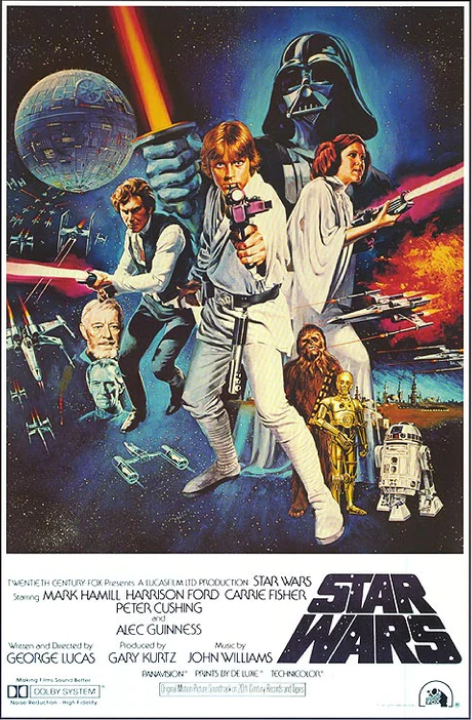 TWENTIETH CENTURY-FOX Presents A LUCASFILM LTD PRODUCTION STAR WARS
Starring MARK HAMILL HARRISON FORD CARRIE FISHER
PETER CUSHING
and
ALEC GUINNESS
Written and Directed by
GEORGE LUCAS
Produced by
GARY KURTZ
Music by
JOHN WILLIAMS
PANAVISION® PRINTS BY DE LUXE® TECHNICOLOR®
Original Motion Picture Soundtrack on 20th Century Records and Tapes
Making Films Sound Better
DOLBY SYSTEM
Noise Reduction · High Fidelity
STAR
WARS